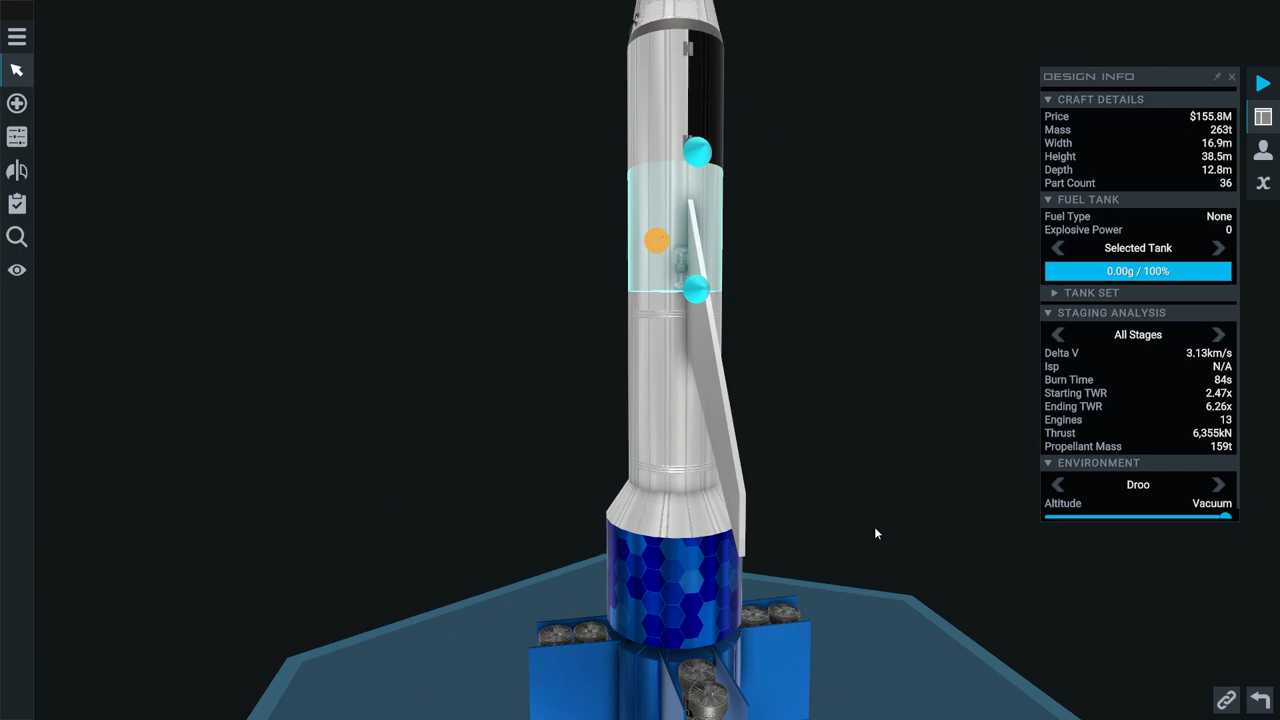 DESIGN INFO
CRAFT DETAILS
Price $155.8M
Mass 263t
Width 16.9m
Height 38.5m
Depth 12.8m
Part Count 36
FUEL TANK
Fuel Type None
Explosive Power 0
Selected Tank
0.00g / 100%
TANK SET
STAGING ANALYSIS
All Stages
Delta V 3.13km/s
Isp N/A
Burn Time 84s
Starting TWR 2.47x
Ending TWR 6.26x
Engines 13
Thrust 6,355kN
Propellant Mass 159t
ENVIRONMENT
Droo
Altitude Vacuum